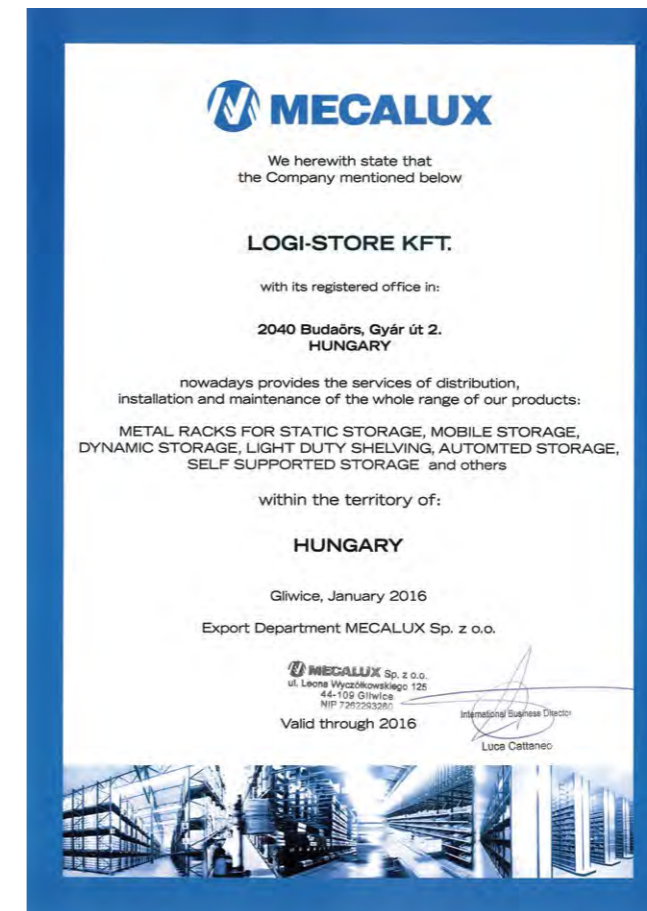 MECALUX
We herewith state that
the Company mentioned below
LOGI-STORE KFT.
with its registered office in:
2040 Budaörs, Gyár út 2.
HUNGARY
nowadays provides the services of distribution,
installation and maintenance of the whole range of our products:
METAL RACKS FOR STATIC STORAGE, MOBILE STORAGE,
DYNAMIC STORAGE, LIGHT DUTY SHELVING, AUTOMTED STORAGE,
SELF SUPPORTED STORAGE and others
within the territory of:
HUNGARY
Gliwice, January 2016
Export Department MECALUX Sp. z o.o.
MECALUX Sp. z o.o.
ul. Leona Wyczółkowskiego 125
44-109 Gliwice
NIP 7262293280
Valid through 2016
International Business Director
Luca Cattaneo